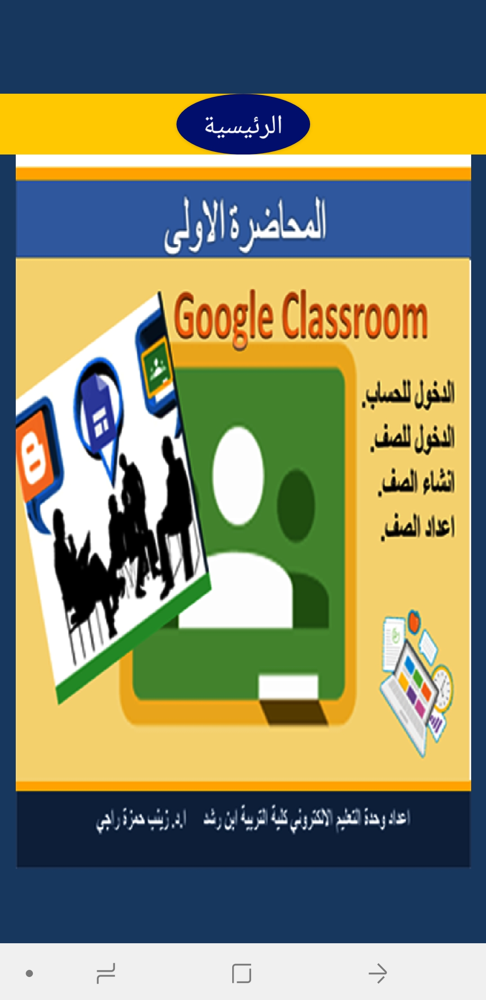 الرئيسية
المحاضرة الاولى
Google Classroom
الدخول للحساب.
الدخول للصف.
انشاء الصف.
اعداد الصف.
اعداد وحدة التعليم الالكتروني كلية التربية ابن رشد ا.د. زينب حمزة راجي